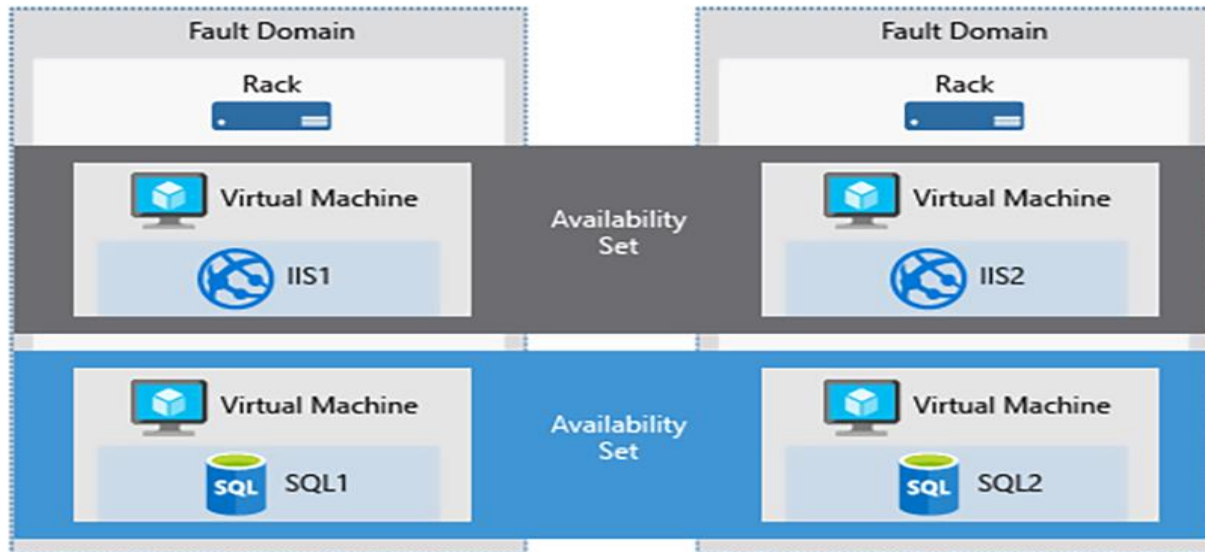 Fault Domain
Fault Domain
Rack
Rack
Virtual Machine
Availability
Set
Virtual Machine
IIS1
IIS2
Virtual Machine
Availability
Set
Virtual Machine
SQL
SQL1
SQL
SQL2